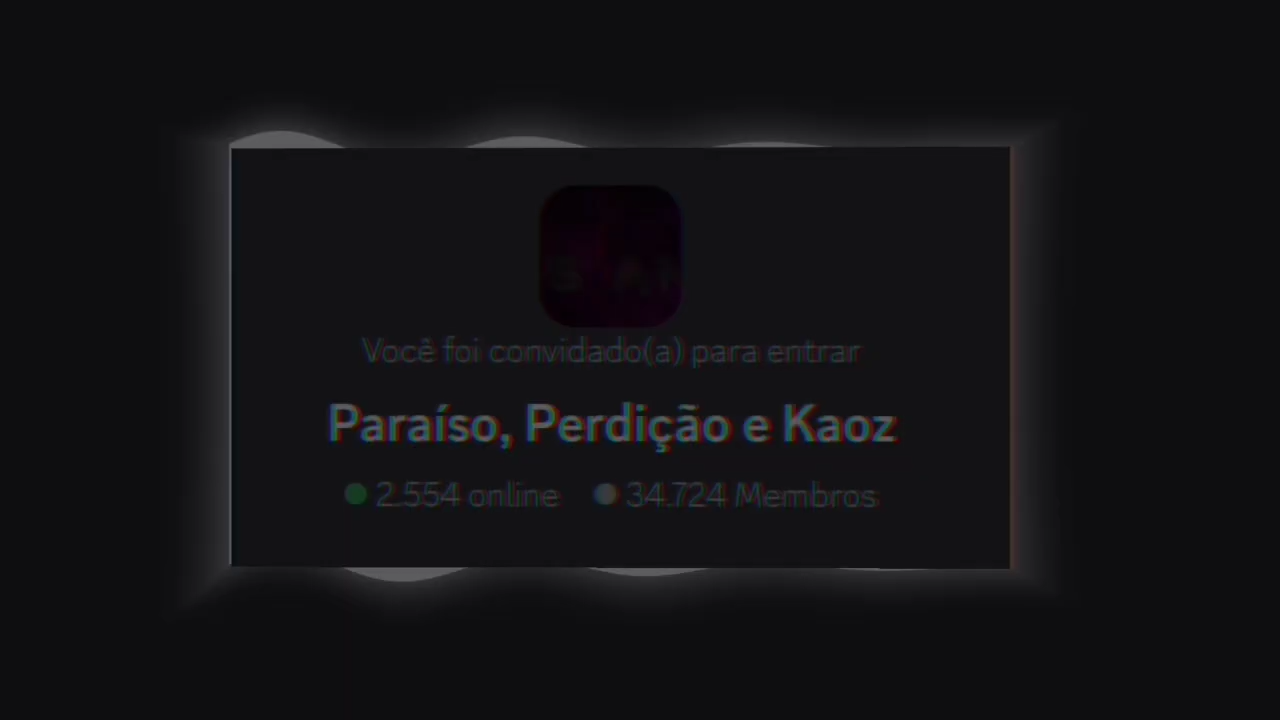 Você foi convidado(a) para entrar
Paraíso, Perdição e Kaoz
2.554 online 34.724 Membros